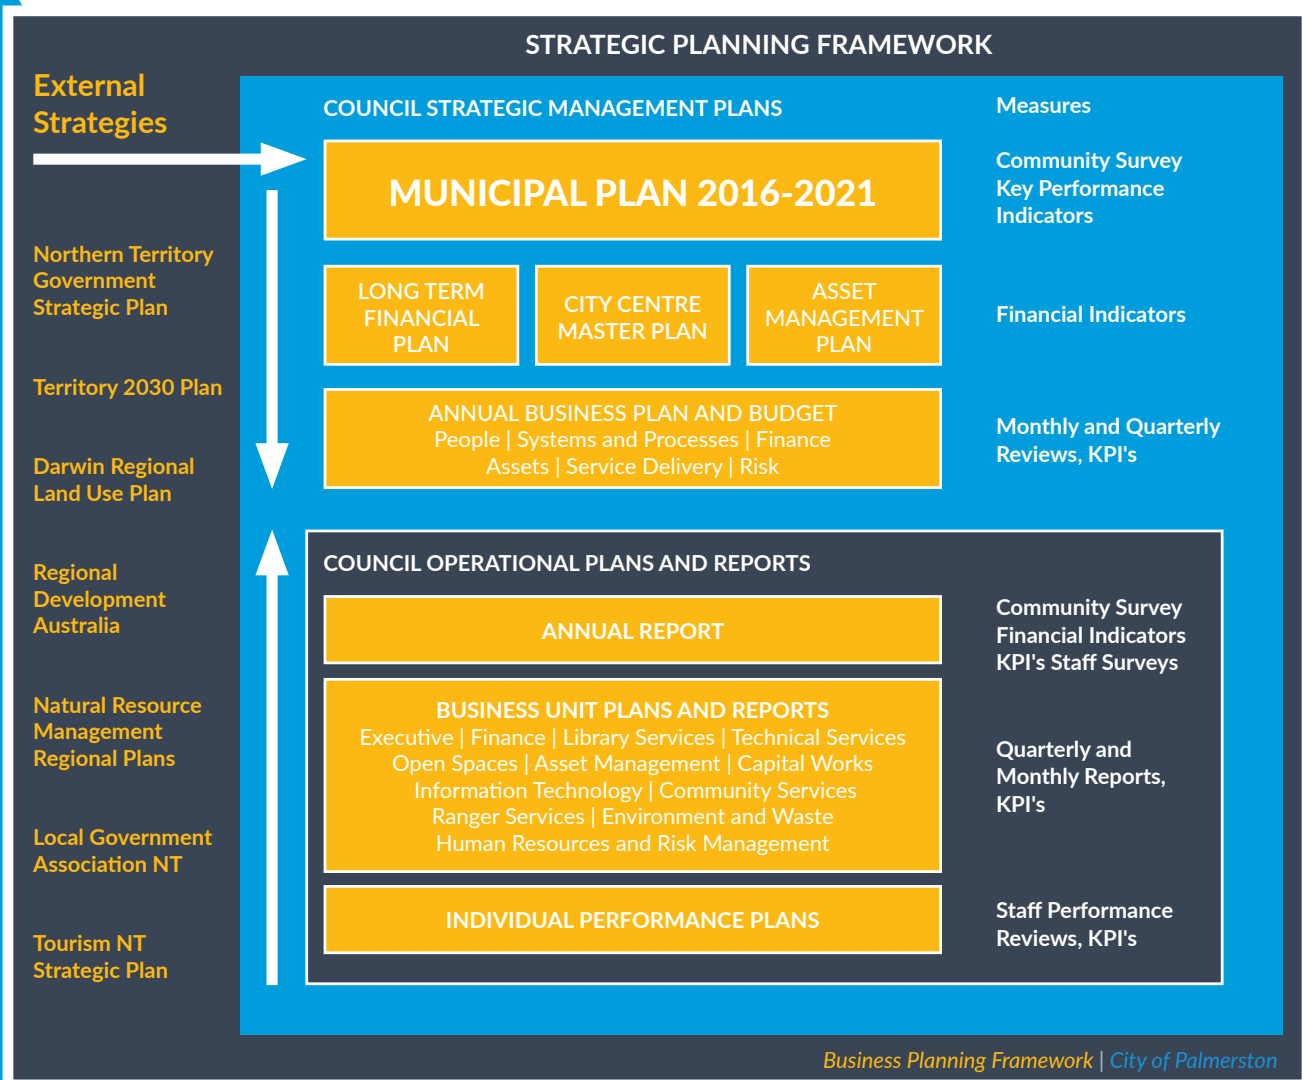 STRATEGIC PLANNING FRAMEWORK
External
Strategies
Northern Territory
Government
Strategic Plan
Territory 2030 Plan
Darwin Regional
Land Use Plan
Regional
Development
Australia
Natural Resource
Management
Regional Plans
Local Government
Association NT
Tourism NT
Strategic Plan
COUNCIL STRATEGIC MANAGEMENT PLANS
Measures
MUNICIPAL PLAN 2016-2021
Community Survey
Key Performance
Indicators
LONG TERM
FINANCIAL
PLAN
CITY CENTRE
MASTER PLAN
ASSET
MANAGEMENT
PLAN
Financial Indicators
ANNUAL BUSINESS PLAN AND BUDGET
People | Systems and Processes | Finance
Assets | Service Delivery | Risk
Monthly and Quarterly
Reviews, KPI's
COUNCIL OPERATIONAL PLANS AND REPORTS
ANNUAL REPORT
Community Survey
Financial Indicators
KPI's Staff Surveys
BUSINESS UNIT PLANS AND REPORTS
Executive | Finance | Library Services | Technical Services
Open Spaces | Asset Management | Capital Works
Information Technology | Community Services
Ranger Services | Environment and Waste
Human Resources and Risk Management
Quarterly and
Monthly Reports,
KPI's
INDIVIDUAL PERFORMANCE PLANS
Staff Performance
Reviews, KPI's
Business Planning Framework | City of Palmerston